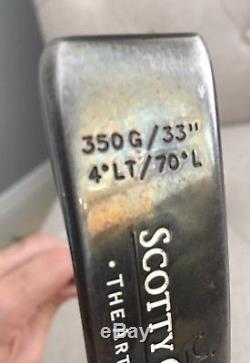 350G/33"
4°LT/70°L
SCOTTY
• THE ART